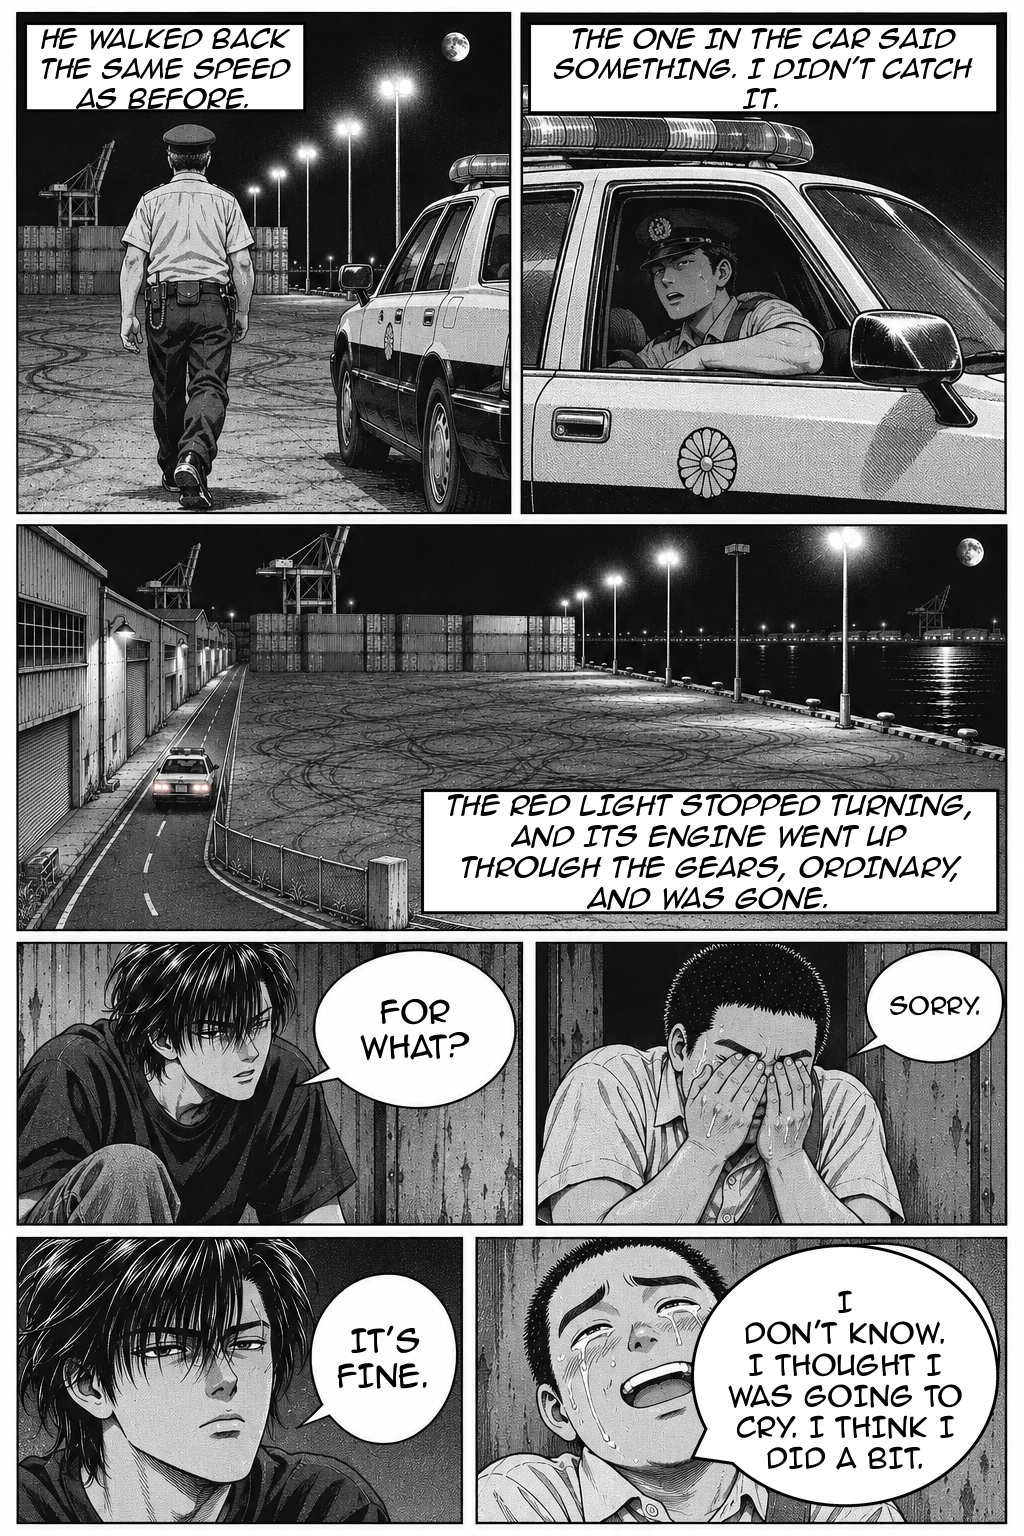 HE WALKED BACK
THE SAME SPEED
AS BEFORE.
THE ONE IN THE CAR SAID
SOMETHING. I DIDN'T CATCH
IT.
THE RED LIGHT STOPPED TURNING,
AND ITS ENGINE WENT UP
THROUGH THE GEARS, ORDINARY,
AND WAS GONE.
FOR
WHAT?
SORRY.
IT'S
FINE.
I
DON'T KNOW.
I THOUGHT I
WAS GOING TO
CRY. I THINK I
DID A BIT.